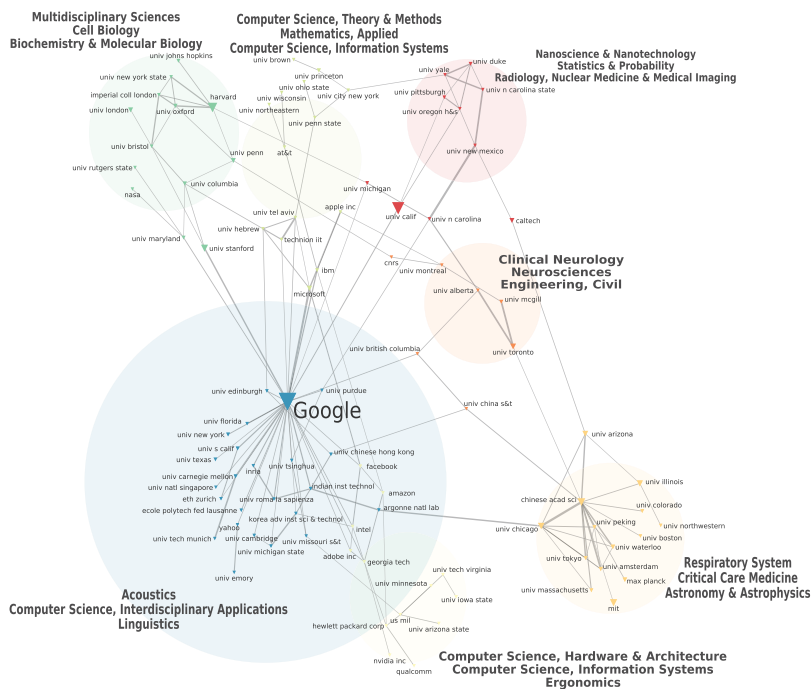 Multidisciplinary Sciences
Cell Biology
Biochemistry & Molecular Biology
Computer Science, Theory & Methods
Mathematics, Applied
Computer Science, Information Systems
Nanoscience & Nanotechnology
Statistics & Probability
Radiology, Nuclear Medicine & Medical Imaging
univ johns hopkins
univ new york state
imperial coll london
harvard
univ london
univ oxford
univ bristol
univ penn
univ rutgers state
univ columbia
nasa
univ maryland
univ stanford
univ brown
univ princeton
univ ohio state
univ city new york
univ wisconsin
univ northeastern
univ penn state
at&t
univ duke
univ yale
univ pittsburgh
univ n carolina state
univ oregon h&s
univ new mexico
univ michigan
univ calif
univ n carolina
caltech
apple inc
univ tel aviv
univ hebrew
technion iit
ibm
microsoft
cnrs
univ montreal
Clinical Neurology
Neurosciences
Engineering, Civil
univ alberta
univ mcgill
univ toronto
univ british columbia
univ china s&t
univ edinburgh
univ purdue
Google
univ florida
univ new york
univ s calif
univ texas
univ chinese hong kong
inria
univ tsinghua
facebook
univ carnegie mellon
univ natl singapore
indian inst technol
eth zurich
univ roma la sapienza
amazon
ecole polytech fed lausanne
argonne natl lab
korea adv inst sci & technol
yahoo
intel
univ tech munich
univ cambridge
univ missouri s&t
univ michigan state
adobe inc
georgia tech
univ emory
univ minnesota
univ tech virginia
univ iowa state
us mil
hewlett packard corp
univ arizona state
nvidia inc
qualcomm
univ arizona
univ illinois
chinese acad sci
univ colorado
univ chicago
univ peking
univ northwestern
univ boston
univ waterloo
univ tokyo
univ amsterdam
max planck
univ massachusetts
mit
Respiratory System
Critical Care Medicine
Astronomy & Astrophysics
Acoustics
Computer Science, Interdisciplinary Applications
Linguistics
Computer Science, Hardware & Architecture
Computer Science, Information Systems
Ergonomics